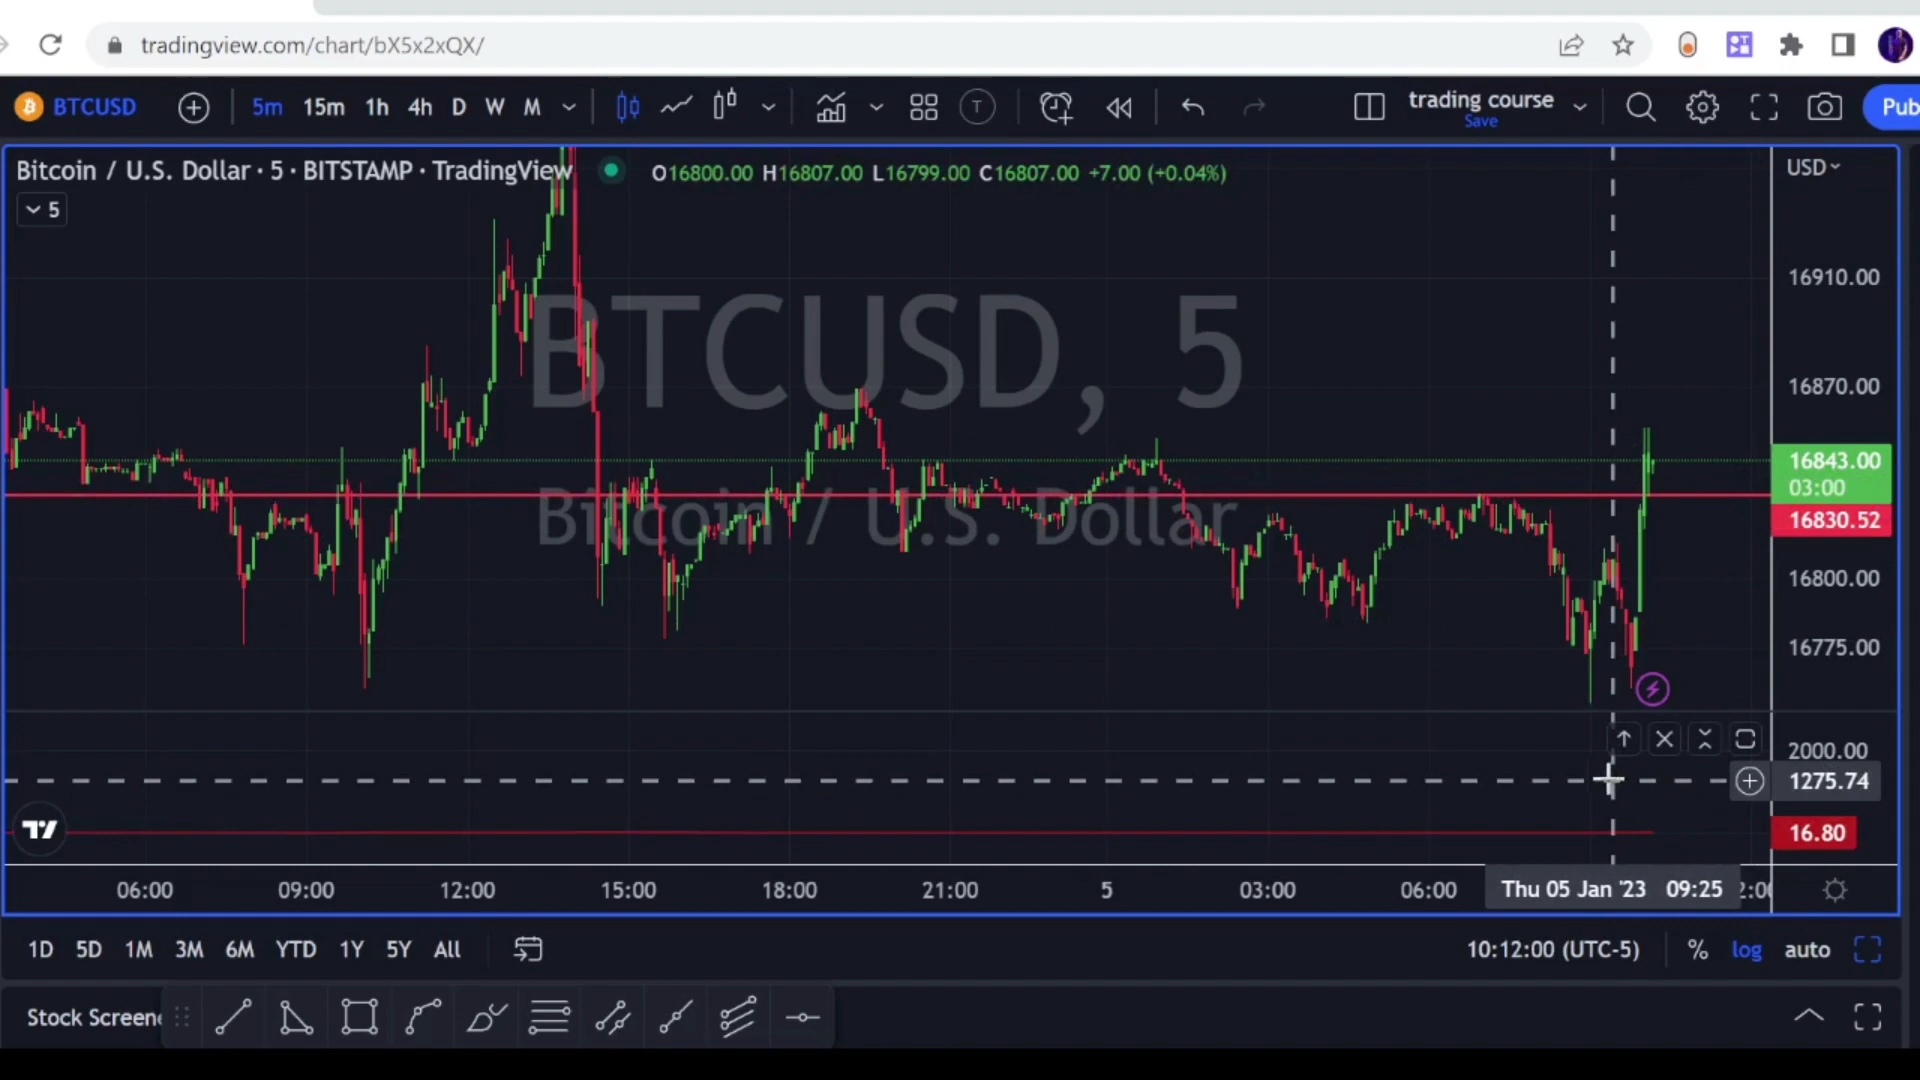 tradingview.com/chart/bX5x2xQX/
BTCUSD 5m 15m 1h 4h D W M trading course Save Pub
Bitcoin / U.S. Dollar · 5 · BITSTAMP · TradingView O16800.00 H16807.00 L16799.00 C16807.00 +7.00 (+0.04%) USD
5
16910.00
BTCUSD, 5
16870.00
16843.00
03:00
16830.52
Bitcoin / U.S. Dollar
16800.00
16775.00
2000.00
1275.74
16.80
06:00 09:00 12:00 15:00 18:00 21:00 5 03:00 06:00 Thu 05 Jan '23 09:25 2:00
1D 5D 1M 3M 6M YTD 1Y 5Y All 10:12:00 (UTC-5) % log auto
Stock Screene